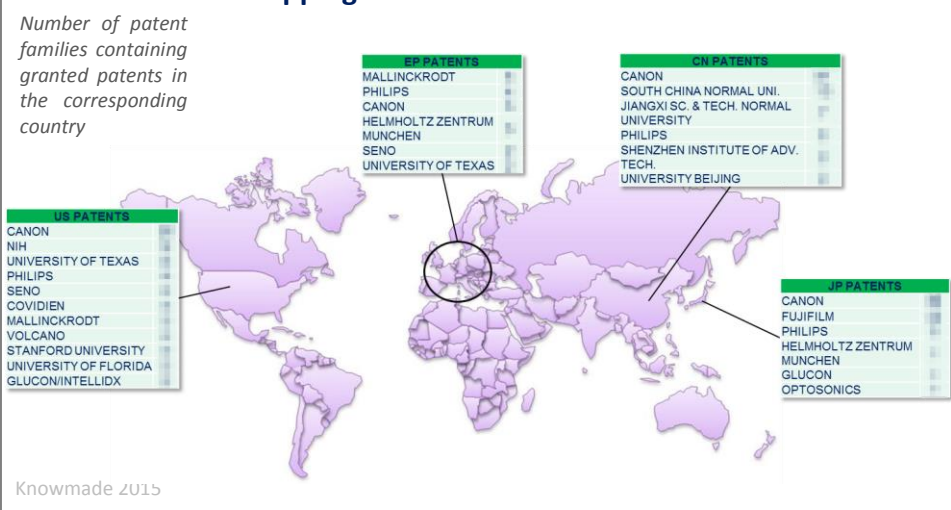 Number of patent
families containing
granted patents in
the corresponding
country
EP PATENTS
MALLINCKRODT
PHILIPS
CANON
HELMHOLTZ ZENTRUM
MUNCHEN
SENO
UNIVERSITY OF TEXAS
CN PATENTS
CANON
SOUTH CHINA NORMAL UNI.
JIANGXI SC. & TECH. NORMAL
UNIVERSITY
PHILIPS
SHENZHEN INSTITUTE OF ADV.
TECH.
UNIVERSITY BEIJING
US PATENTS
CANON
NIH
UNIVERSITY OF TEXAS
PHILIPS
SENO
COVIDIEN
MALLINCKRODT
VOLCANO
STANFORD UNIVERSITY
UNIVERSITY OF FLORIDA
GLUCON/INTELLIDX
JP PATENTS
CANON
FUJIFILM
PHILIPS
HELMHOLTZ ZENTRUM
MUNCHEN
GLUCON
OPTOSONICS
Knowmade 2015